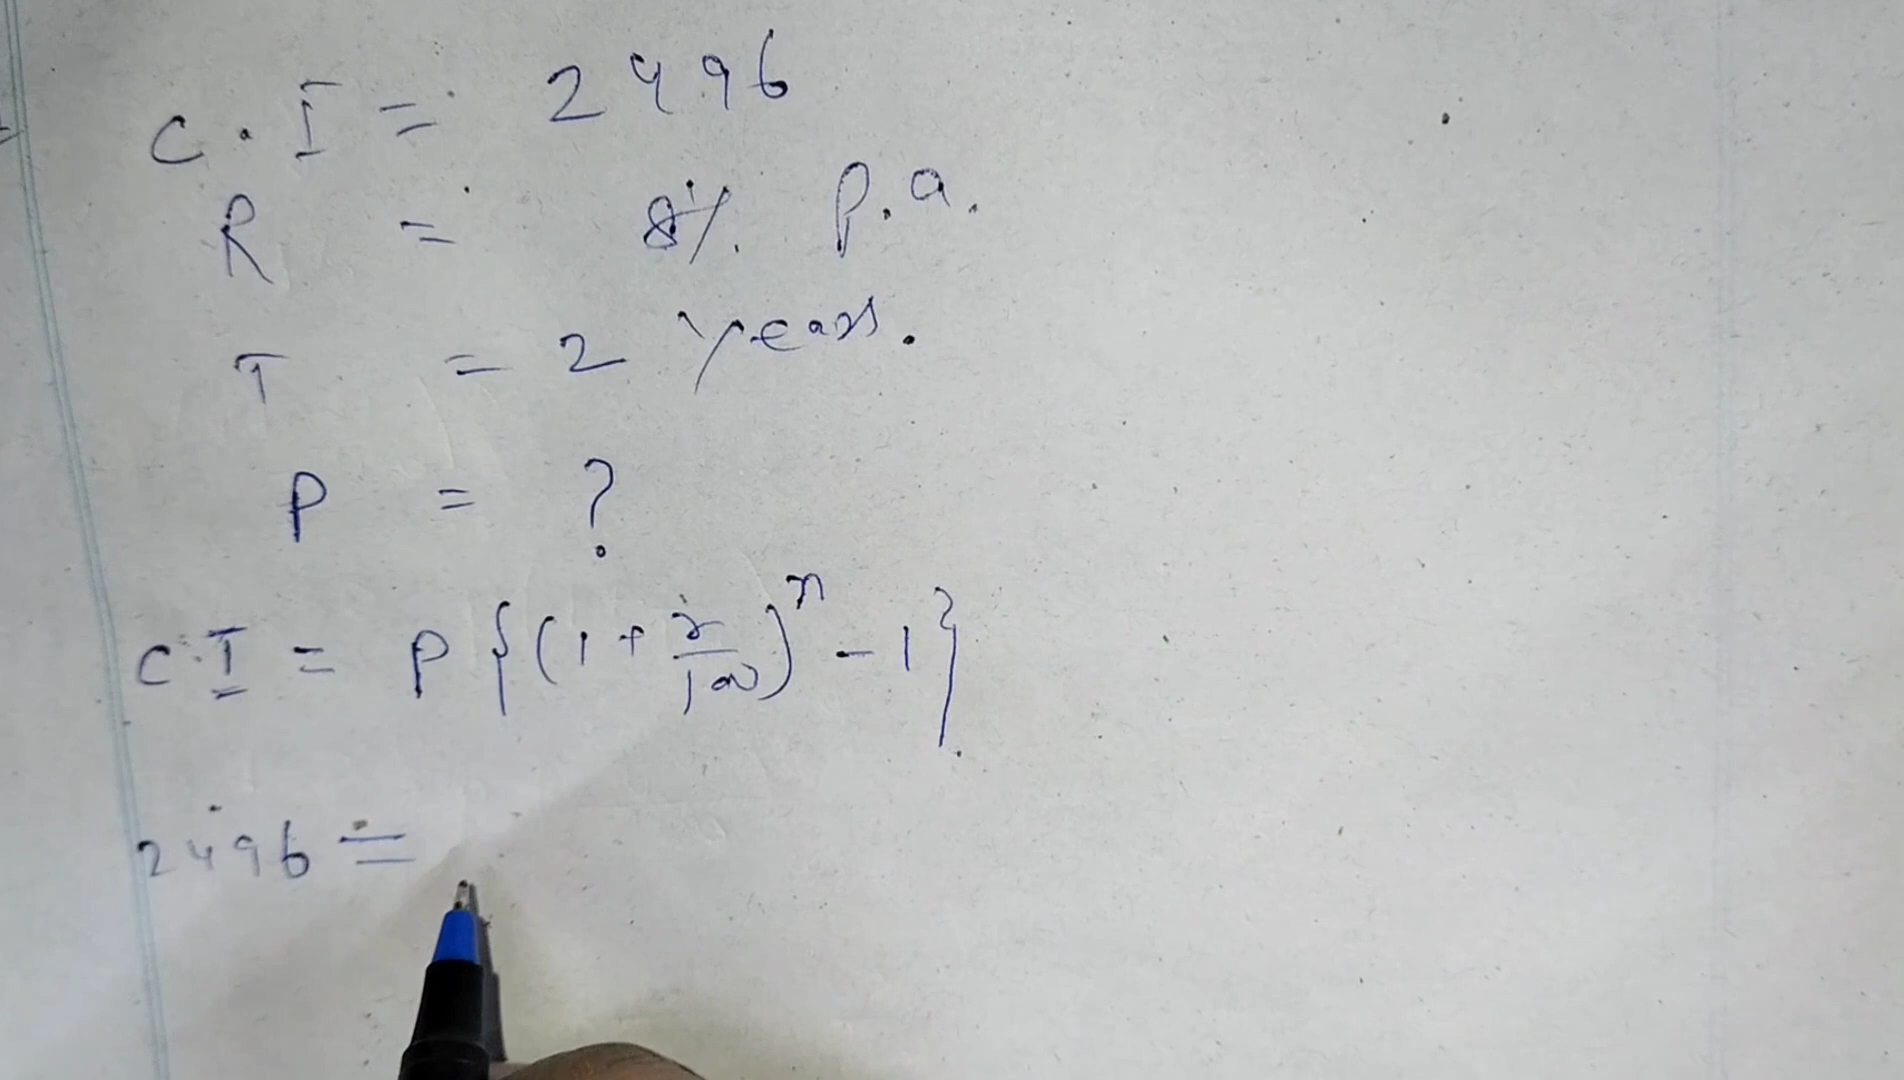 C.I = 2496
R = 8% P.a.
T = 2 years.
P = ?
C.I = P{(1+r/100)^n - 1}
2496 =